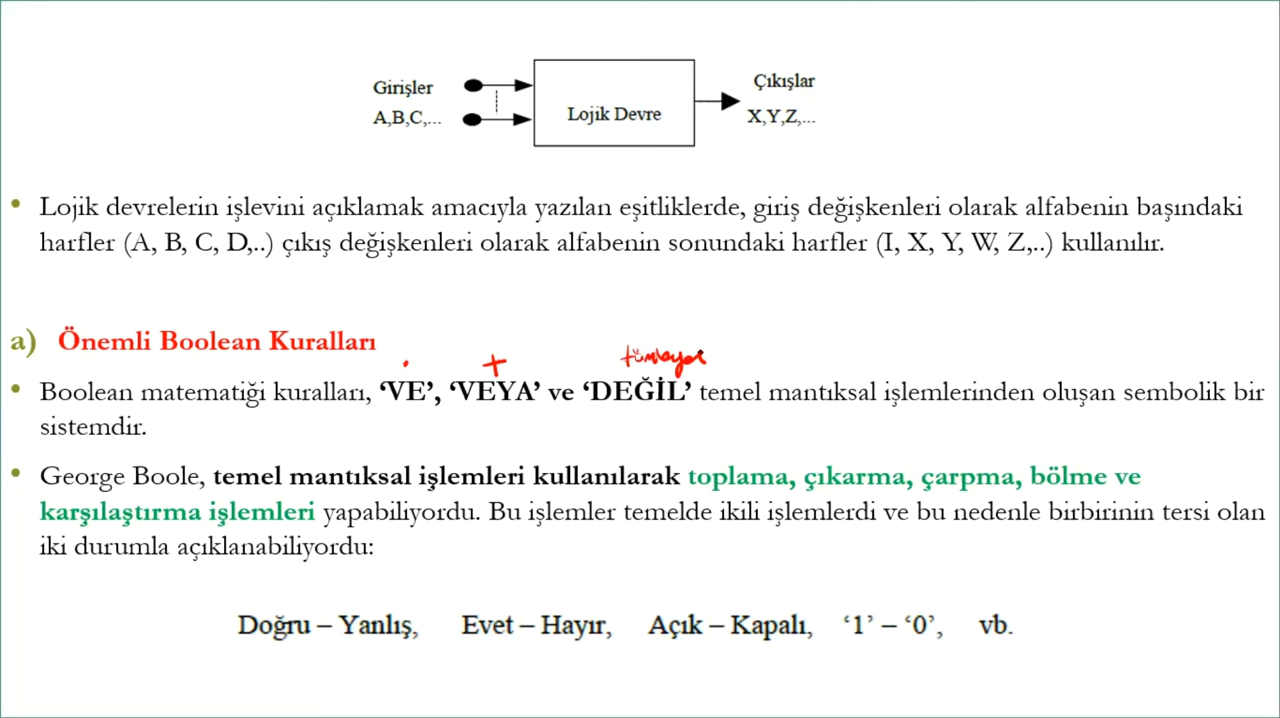 Girişler
A,B,C,...
Lojik Devre
Çıkışlar
X,Y,Z,...
• Lojik devrelerin işlevini açıklamak amacıyla yazılan eşitliklerde, giriş değişkenleri olarak alfabenin başındaki
harfler (A, B, C, D,..) çıkış değişkenleri olarak alfabenin sonundaki harfler (I, X, Y, W, Z,..) kullanılır.
a) Önemli Boolean Kuralları
. + tümleyen
• Boolean matematiği kuralları, ‘VE’, ‘VEYA’ ve ‘DEĞİL’ temel mantıksal işlemlerinden oluşan sembolik bir
sistemdir.
• George Boole, temel mantıksal işlemleri kullanılarak toplama, çıkarma, çarpma, bölme ve
karşılaştırma işlemleri yapabiliyordu. Bu işlemler temelde ikili işlemlerdi ve bu nedenle birbirinin tersi olan
iki durumla açıklanabiliyordu:
Doğru – Yanlış, Evet – Hayır, Açık – Kapalı, ‘1’ – ‘0’, vb.